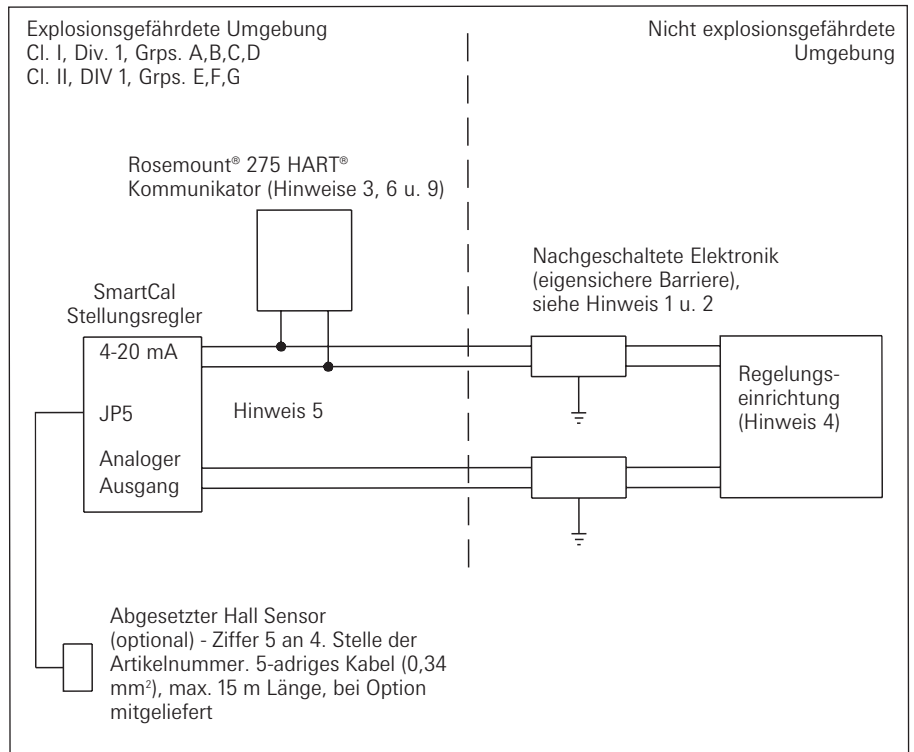 Explosionsgefährdete Umgebung
Cl. I, Div. 1, Grps. A,B,C,D
Cl. II, DIV 1, Grps. E,F,G
Nicht explosionsgefährdete
Umgebung
Rosemount® 275 HART®
Kommunikator (Hinweise 3, 6 u. 9)
Nachgeschaltete Elektronik
(eigensichere Barriere),
siehe Hinweis 1 u. 2
SmartCal
Stellungsregler
4-20 mA
JP5
Analoger
Ausgang
Hinweis 5
Regelungs-
einrichtung
(Hinweis 4)
Abgesetzter Hall Sensor
(optional) - Ziffer 5 an 4. Stelle der
Artikelnummer. 5-adriges Kabel (0,34
mm²), max. 15 m Länge, bei Option
mitgeliefert